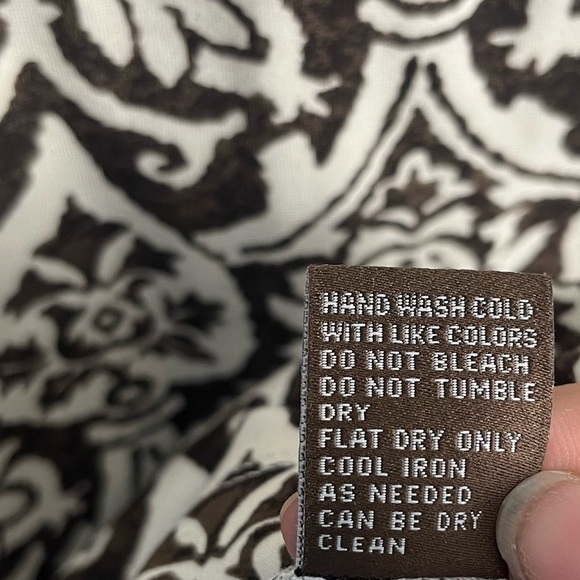 HAND WASH COLD
WITH LIKE COLORS
DO NOT BLEACH
DO NOT TUMBLE
DRY
FLAT DRY ONLY
COOL IRON
AS NEEDED
CAN BE DRY
CLEAN